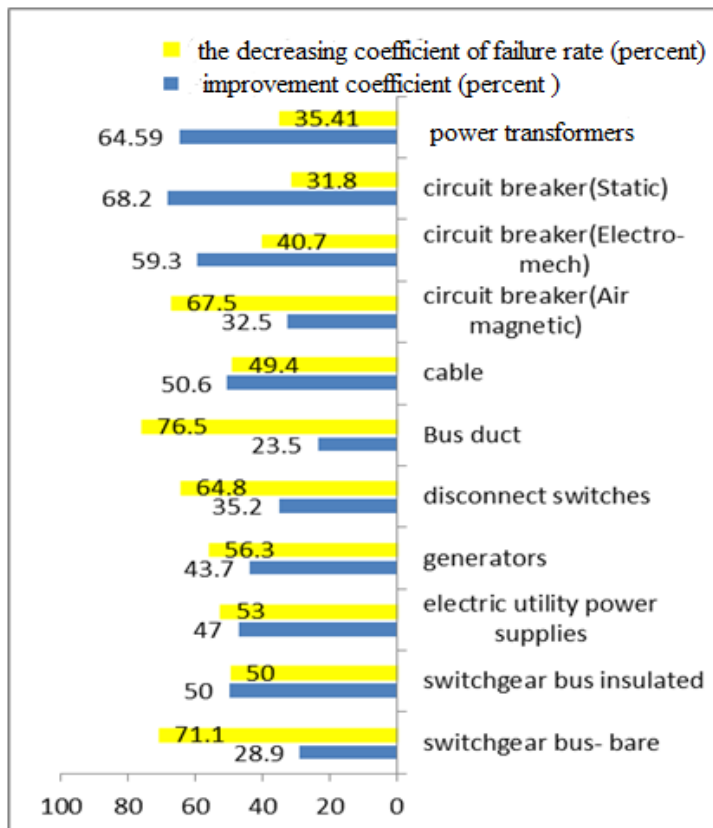 the decreasing coefficient of failure rate (percent)
improvement coefficient (percent )
35.41
64.59
power transformers
31.8
68.2
circuit breaker(Static)
40.7
59.3
circuit breaker(Electro-
mech)
67.5
32.5
circuit breaker(Air
magnetic)
49.4
50.6
cable
76.5
23.5
Bus duct
64.8
35.2
disconnect switches
56.3
43.7
generators
53
47
electric utility power
supplies
50
50
switchgear bus insulated
71.1
28.9
switchgear bus- bare
100 80 60 40 20 0